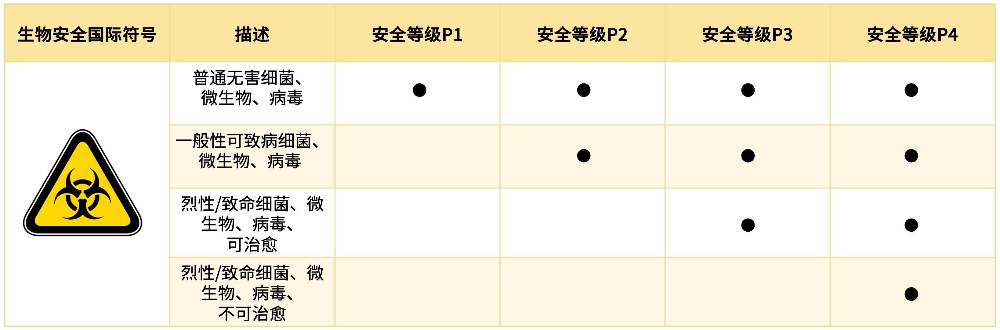 生物安全国际符号
描述
安全等级P1
安全等级P2
安全等级P3
安全等级P4
普通无害细菌、
微生物、病毒
一般性可致病细菌、
微生物、病毒
烈性/致命细菌、微
生物、病毒、
可治愈
烈性/致命细菌、微
生物、病毒、
不可治愈